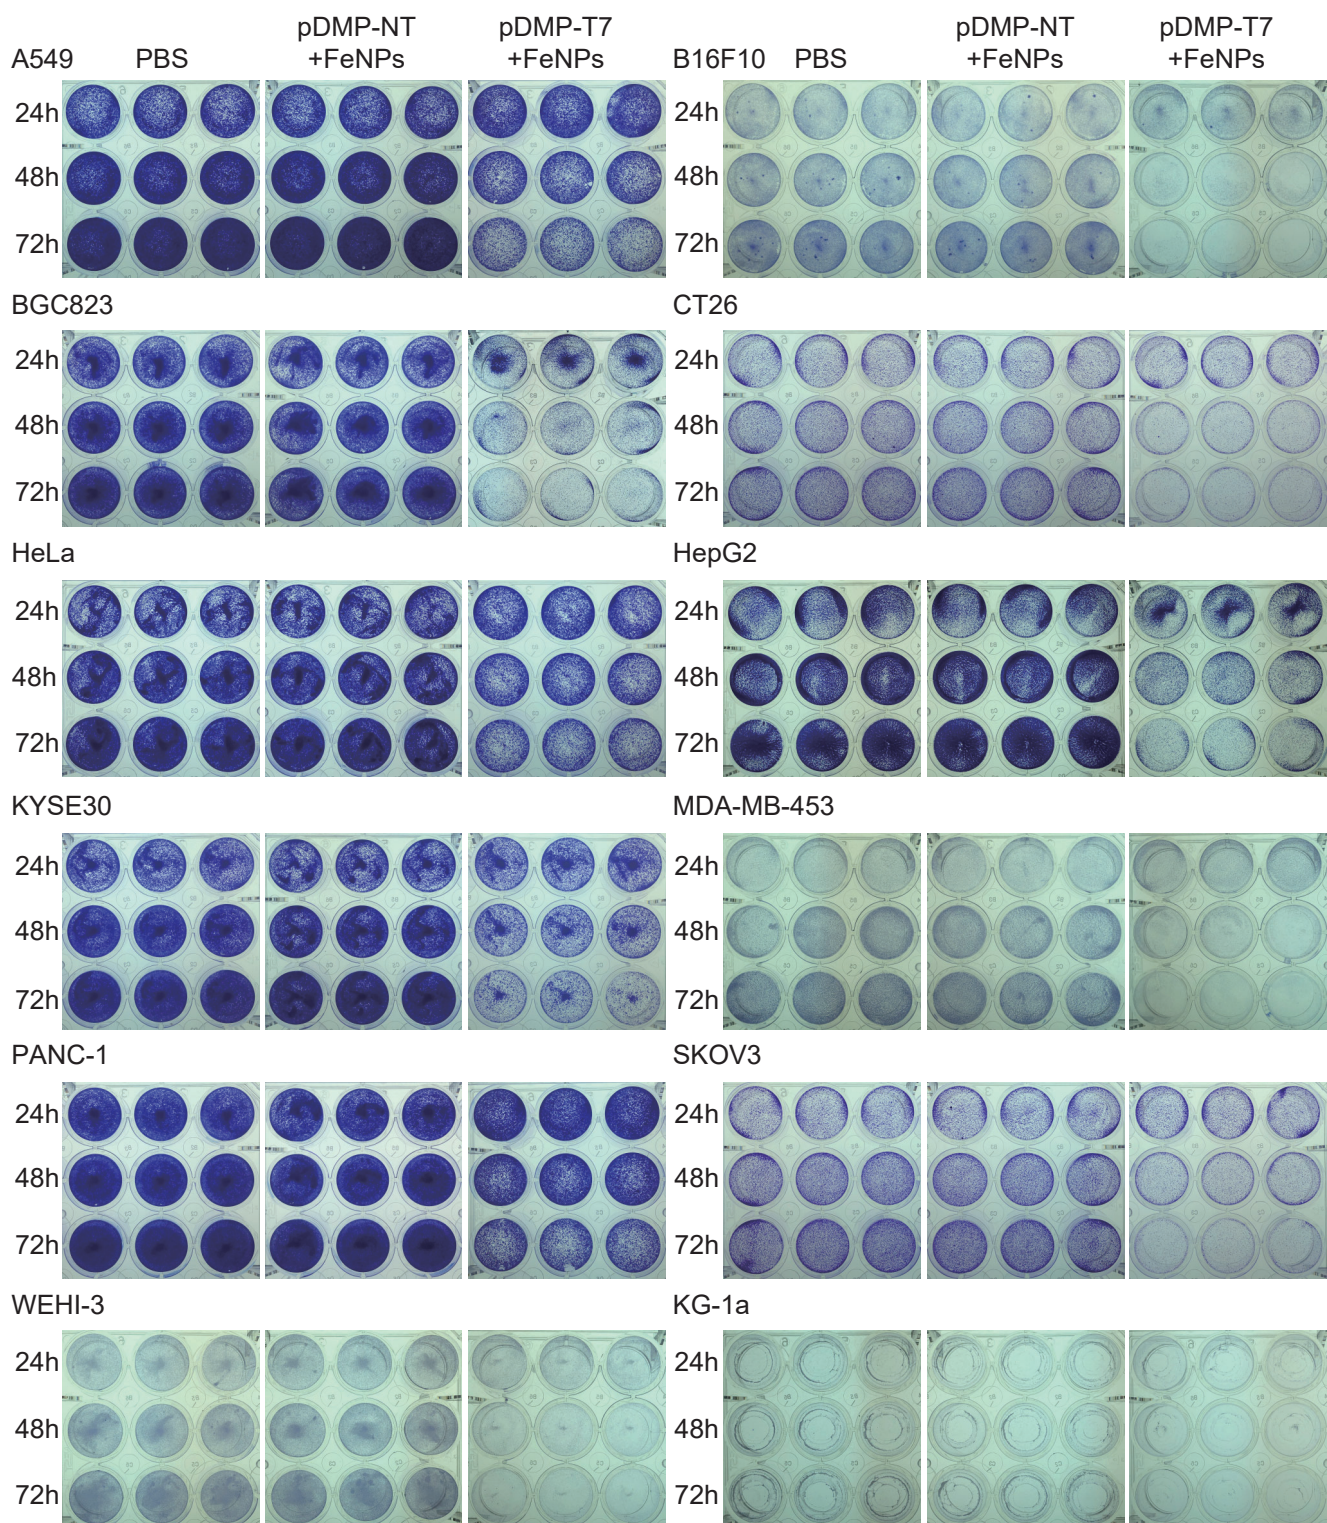 A549 PBS pDMP-NT +FeNPs pDMP-T7 +FeNPs
24h
48h
72h
B16F10 PBS pDMP-NT +FeNPs pDMP-T7 +FeNPs
24h
48h
72h
BGC823
24h
48h
72h
CT26
24h
48h
72h
HeLa
24h
48h
72h
HepG2
24h
48h
72h
KYSE30
24h
48h
72h
MDA-MB-453
24h
48h
72h
PANC-1
24h
48h
72h
SKOV3
24h
48h
72h
WEHI-3
24h
48h
72h
KG-1a
24h
48h
72h